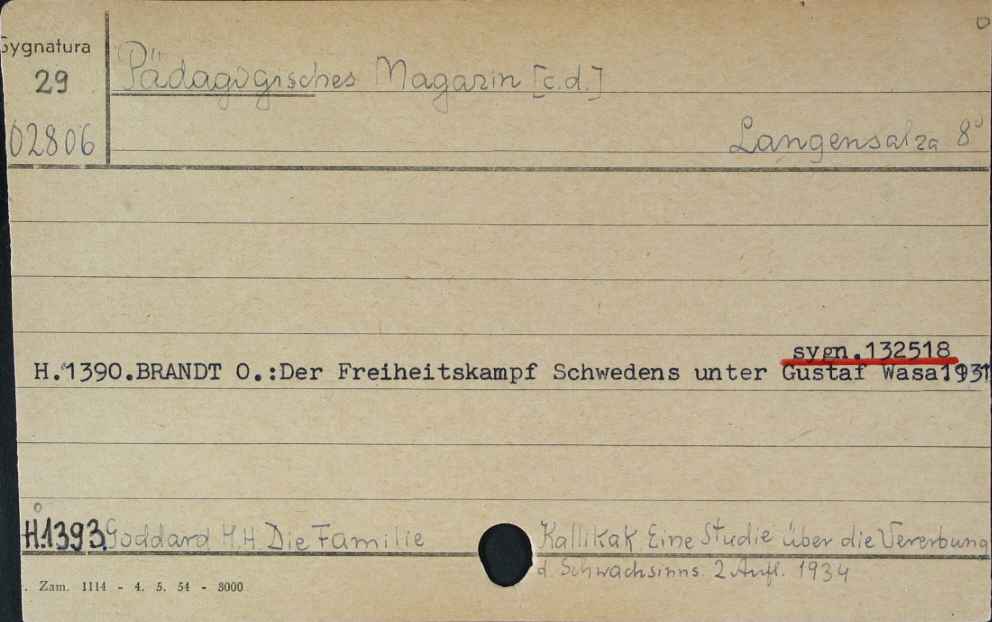 Sygnatura
29
02806
Pädagogisches Magazin [c.d.]
Langensalza 8°
sygn.132518
H.1390.BRANDT O.:Der Freiheitskampf Schwedens unter Gustaf Wasa1931
H.1393.Goddard H.H. Die Familie Kallikak. Eine Studie über die Vererbung
d. Schwachsinns. 2 Aufl. 1934
. Zam. 1114 - 4. 5. 54 - 8000